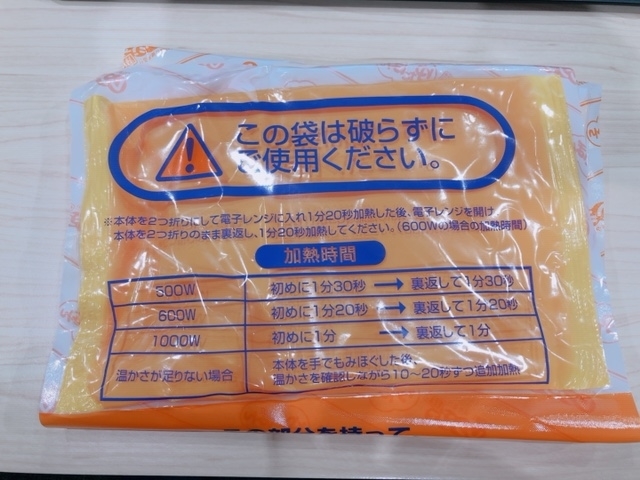 この袋は破らずに
ご使用ください。
※本体を2つ折りにして電子レンジに入れ1分20秒加熱した後、電子レンジを開け、
本体を2つ折りのまま裏返し、1分20秒加熱してください。(600Wの場合の加熱時間)
加熱時間
500W 初めに1分30秒 → 裏返して1分30秒
600W 初めに1分20秒 → 裏返して1分20秒
1000W 初めに1分 → 裏返して1分
温かさが足りない場合 本体を手でもみほぐした後、
温かさを確認しながら10〜20秒ずつ追加加熱
この部分を持って